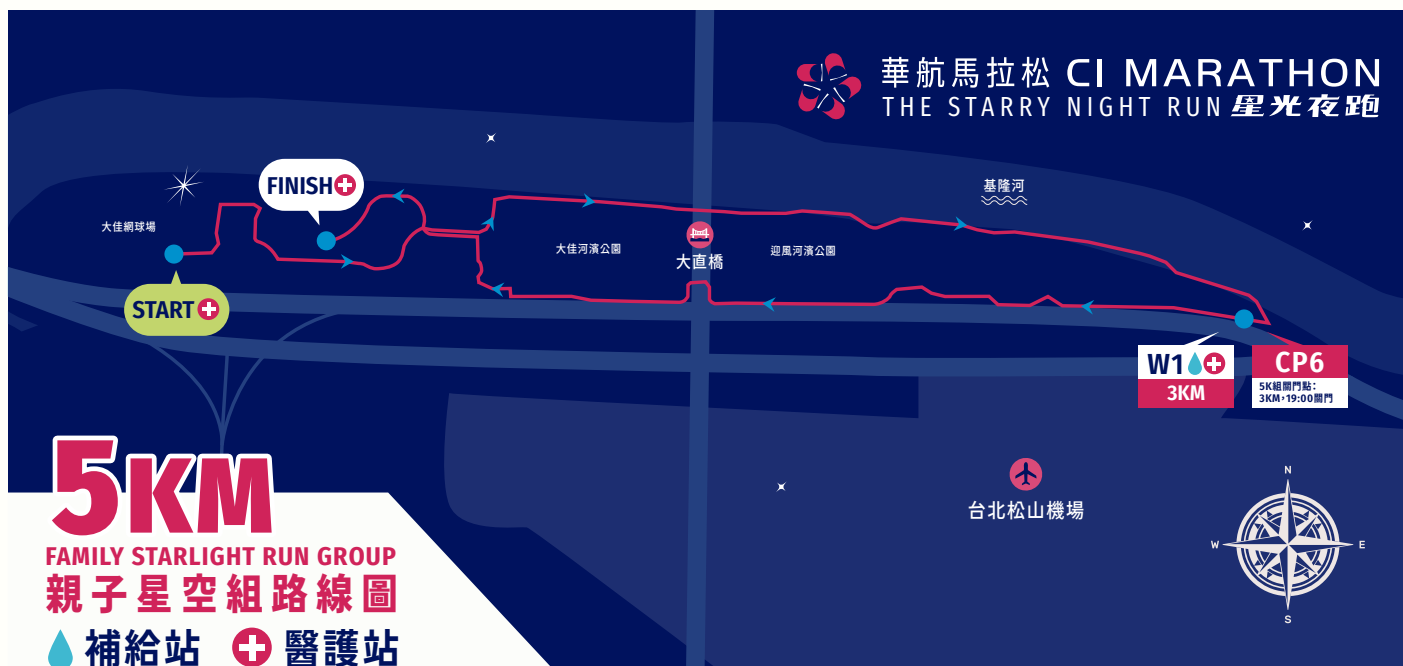 華航馬拉松 CI MARATHON
THE STARRY NIGHT RUN 星光夜跑
基隆河
FINISH
大佳網球場
大佳河濱公園
大直橋
迎風河濱公園
START
W1
3KM
CP6
5K組關門點:
3KM,19:00關門
台北松山機場
N
W
E
S
5KM
FAMILY STARLIGHT RUN GROUP
親子星空組路線圖
補給站 醫護站